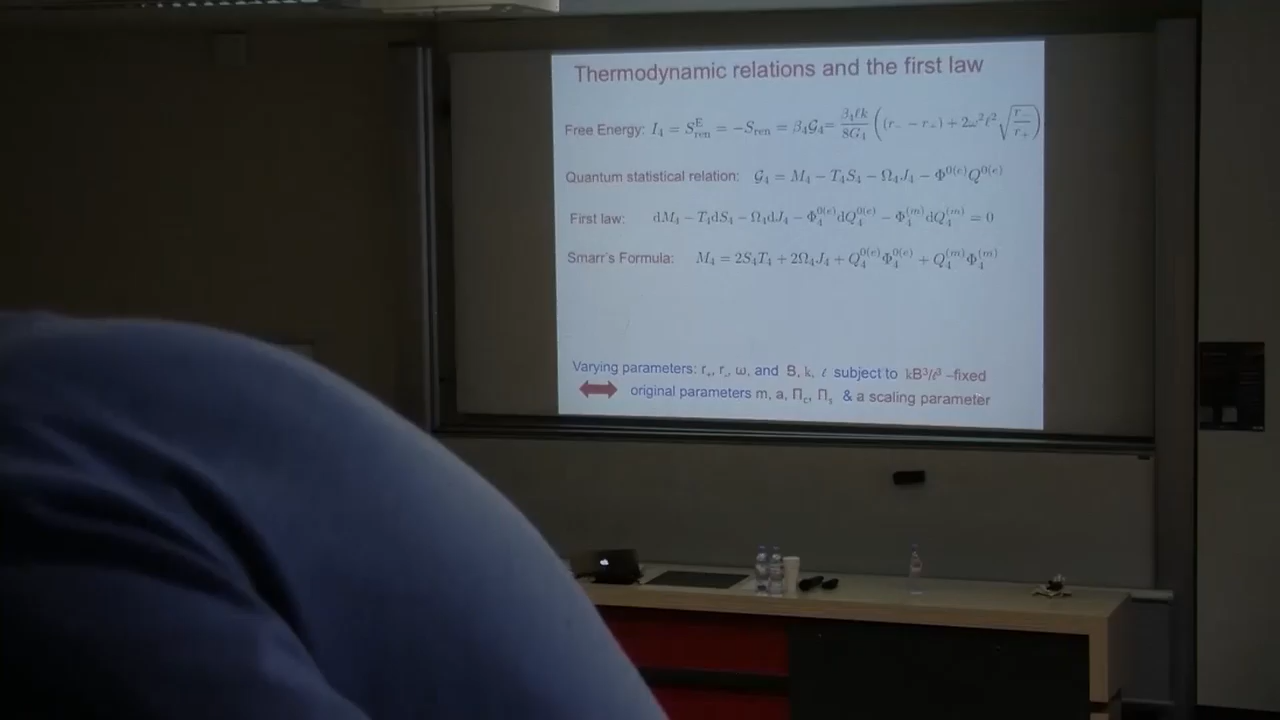 Thermodynamic relations and the first law
Free Energy: I₄ = S^E_ren = −S_ren = β₄𝒢₄= β₄ℓk/8G₄ ((r₋ − r₊) + 2ω²ℓ² √(r₋/r₊))
Quantum statistical relation: 𝒢₄ = M₄ − T₄S₄ − Ω₄J₄ − Φ^0(e)Q^0(e)
First law: dM₄ − T₄dS₄ − Ω₄dJ₄ − Φ₄^0(e)dQ₄^0(e) − Φ₄^(m)dQ₄^(m) = 0
Smarr's Formula: M₄ = 2S₄T₄ + 2Ω₄J₄ + Q₄^0(e)Φ₄^0(e) + Q₄^(m)Φ₄^(m)
Varying parameters: r₊, r₋, ω, and B, k, ℓ subject to kB³/ℓ³ –fixed
original parameters m, a, Π_c, Π_s & a scaling parameter